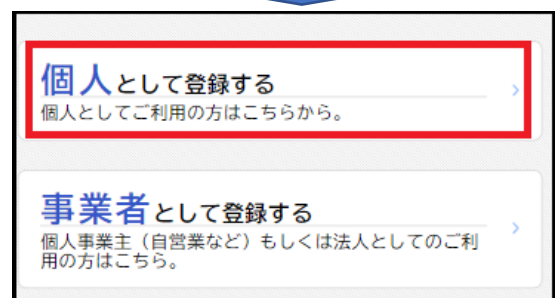 個人として登録する
個人としてご利用の方はこちらから。
事業者として登録する
個人事業主（自営業など）もしくは法人としてのご利
用の方はこちら。